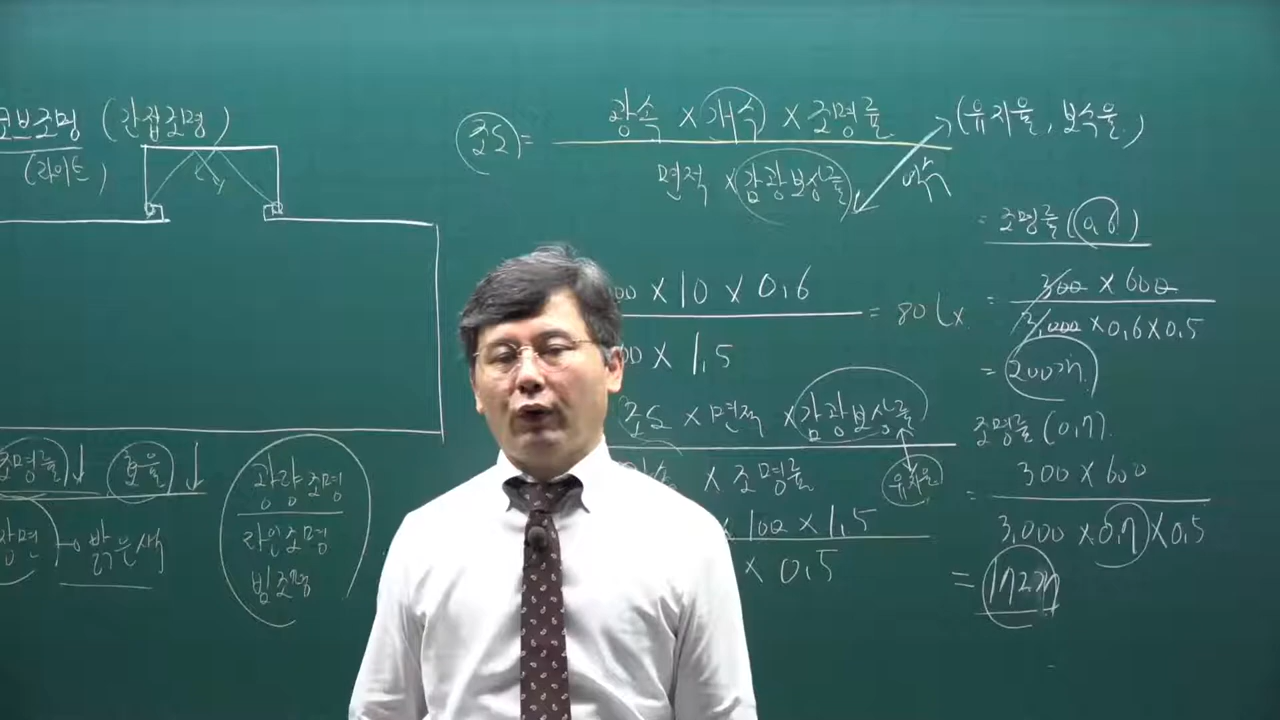 코브조명 (간접조명)
(라이트)
조명률↓ 보율↓
→ 밝은색
광량조명
라인조명
빔조명
조도 = 광속 × 개수 × 조명률
면적 × 감광보상률
(유지율, 보수율)
역수
00 × 10 × 0.6
00 × 1.5
= 80 lx
조도 × 면적 × 감광보상률
× 조명률
유지율
× 100 × 1.5
× 0.5
= 조명률 (0.6)
= 300 × 600
3,000 × 0.6 × 0.5
= 200개
조명률 (0.7)
= 300 × 600
3,000 × 0.7 × 0.5
= 172개